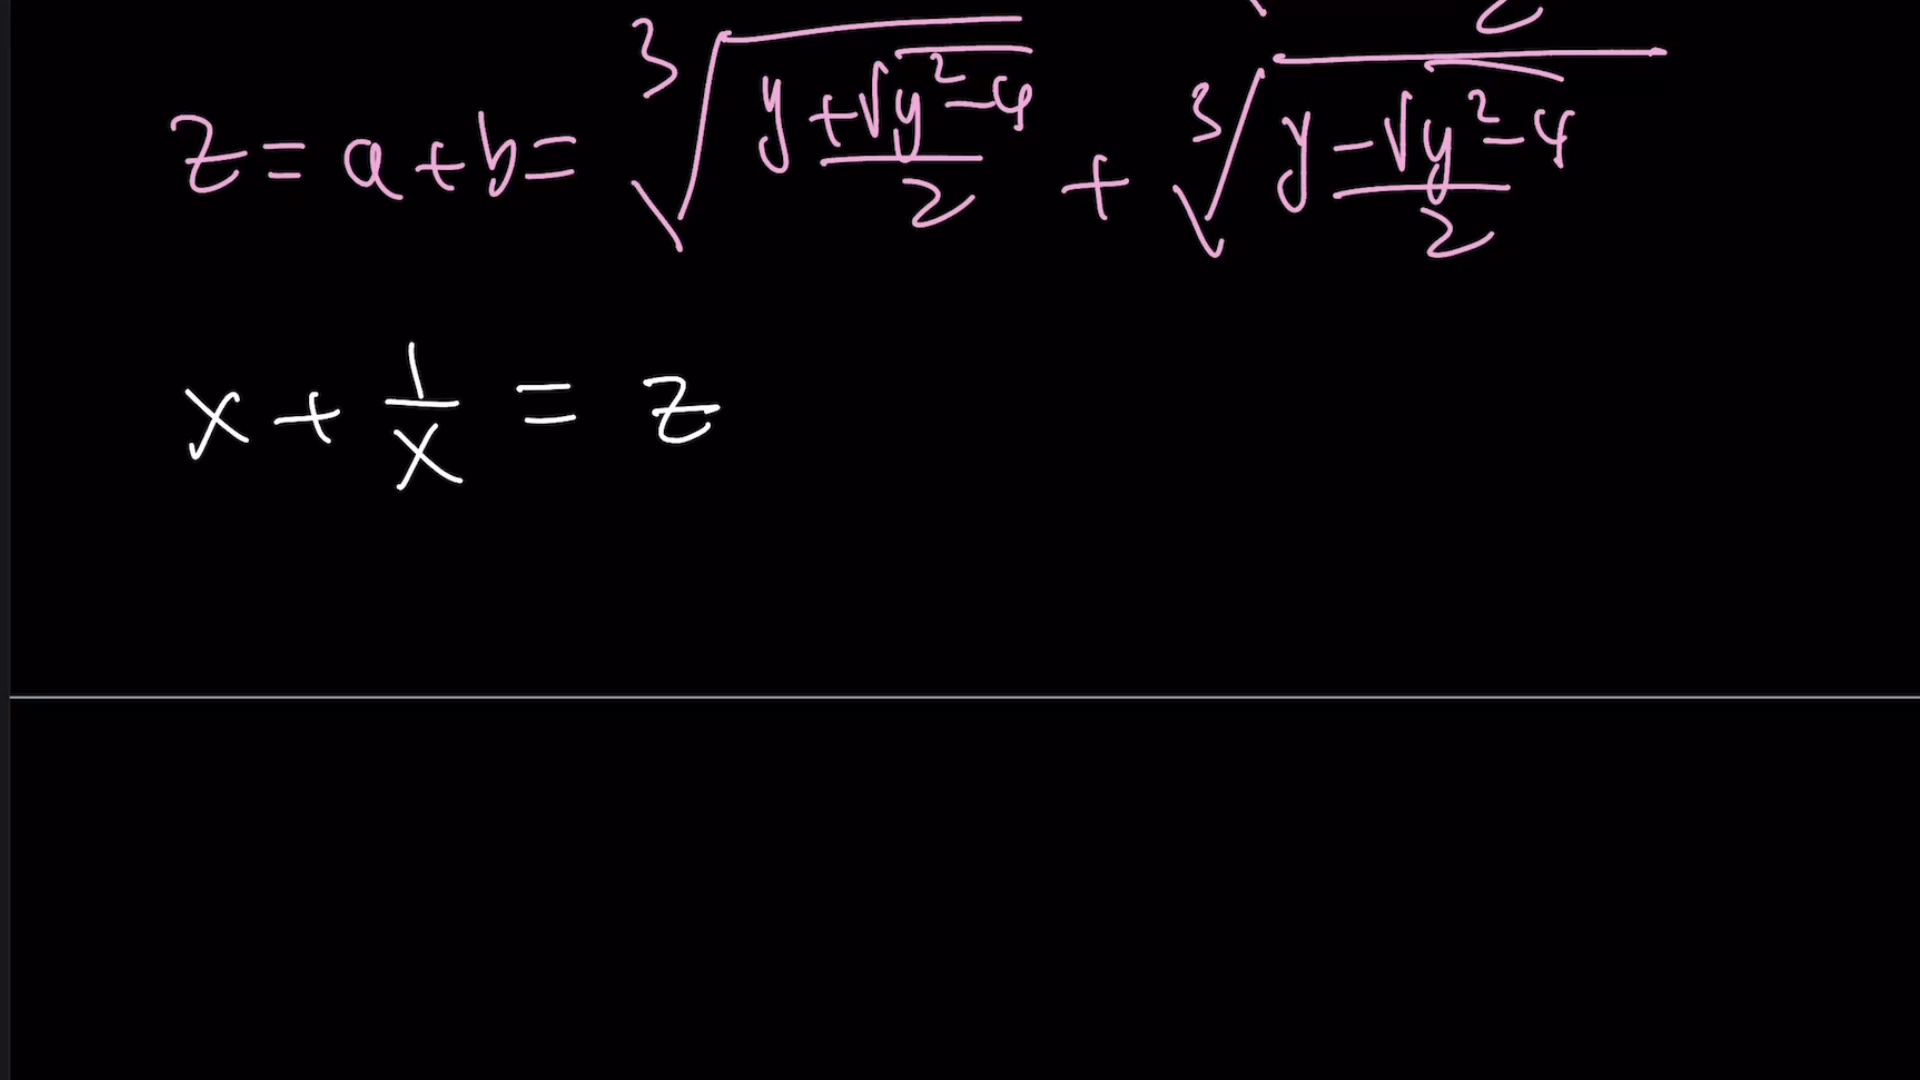 z = a + b = ∛((y + √(y² - 4))/2) + ∛((y - √(y² - 4))/2)
x + 1/x = z